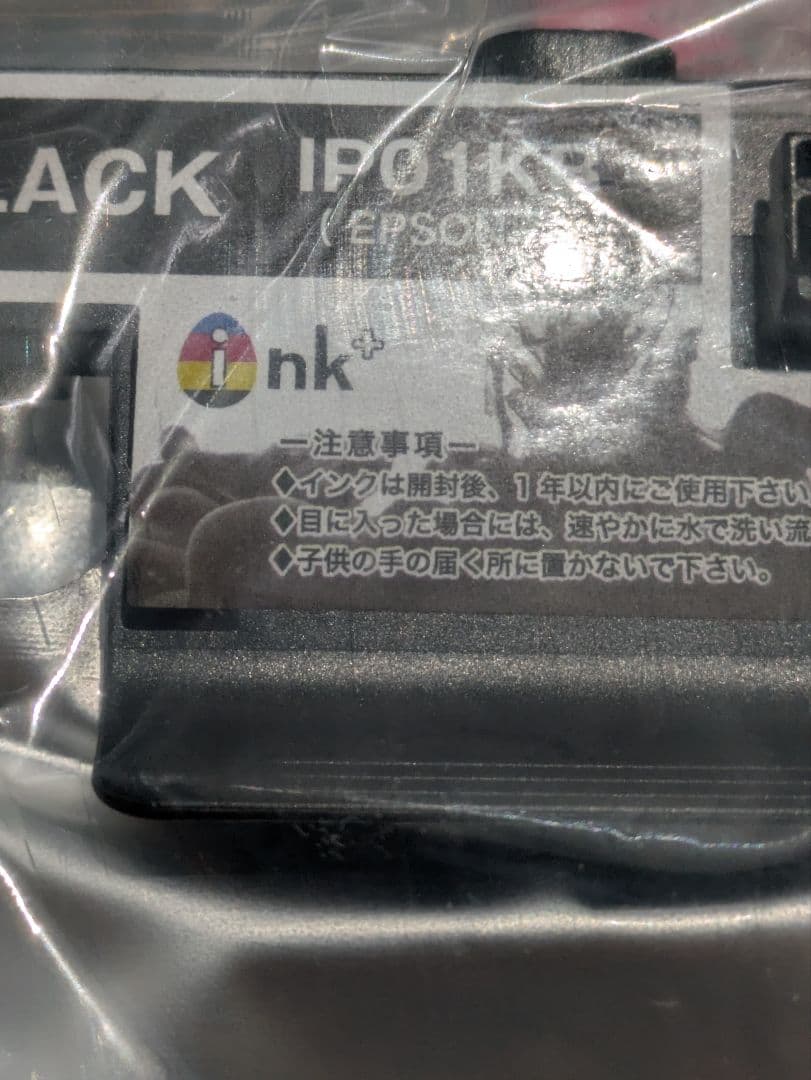 LACK IP01KB
(EPSON
ink+
―注意事項―
◆インクは開封後、1年以内にご使用下さい
◆目に入った場合には、速やかに水で洗い流
◆子供の手の届く所に置かないで下さい。